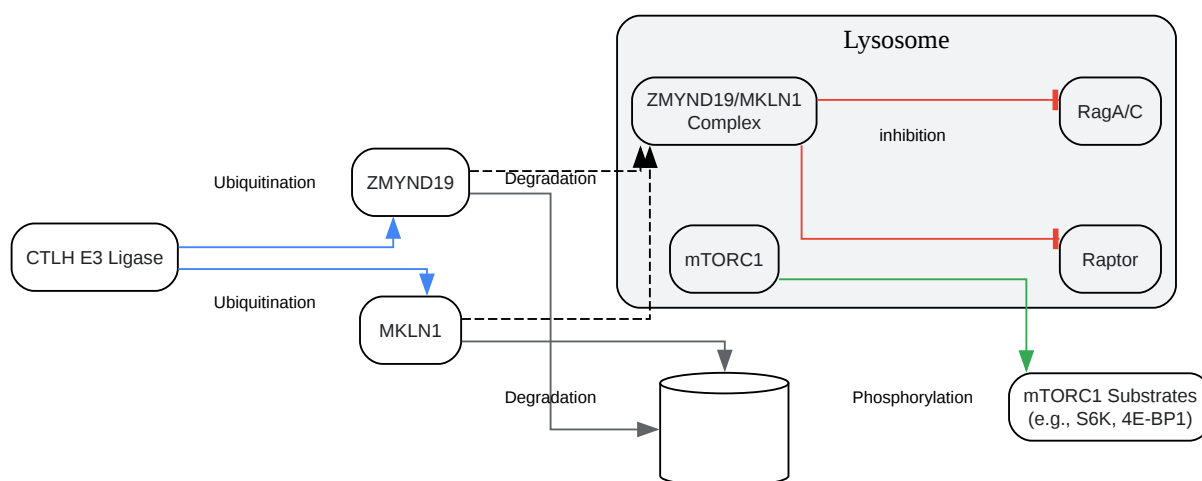 Lysosome
ZMYND19/MKLN1
Complex
RagA/C
inhibition
Ubiquitination
ZMYND19
Degradation
CTLH E3 Ligase
mTORC1
Raptor
Ubiquitination
MKLN1
Degradation
Phosphorylation
mTORC1 Substrates
(e.g., S6K, 4E-BP1)